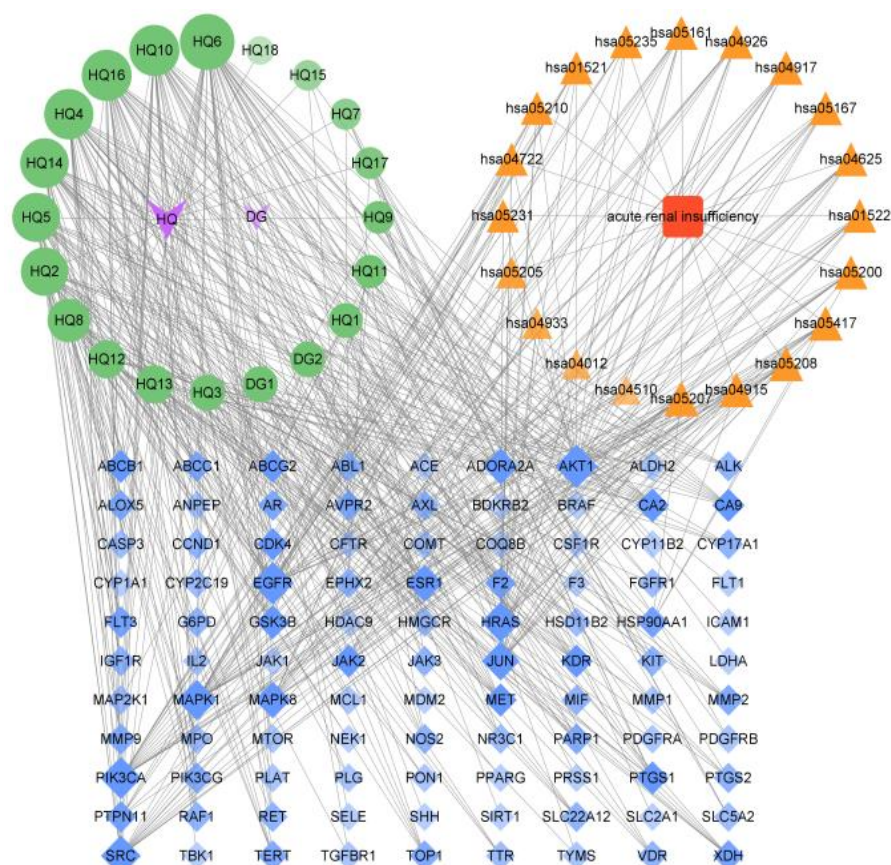 HQ6
HQ10
HQ18
HQ16
HQ15
HQ4
HQ7
HQ14
HQ17
HQ5
HQ
DG
HQ9
HQ2
HQ11
HQ8
HQ1
HQ12
DG2
HQ13
HQ3
DG1
hsa05161
hsa05235
hsa04926
hsa01521
hsa04917
hsa05210
hsa05167
hsa04722
hsa04625
hsa05231
acute renal insufficiency
hsa01522
hsa05205
hsa05200
hsa04933
hsa05417
hsa04012
hsa05208
hsa04510
hsa04915
hsa05207
ABCB1 ABCC1 ABCG2 ABL1 ACE ADORA2A AKT1 ALDH2 ALK
ALOX5 ANPEP AR AVPR2 AXL BDKRB2 BRAF CA2 CA9
CASP3 CCND1 CDK4 CFTR COMT COQ8B CSF1R CYP11B2 CYP17A1
CYP1A1 CYP2C19 EGFR EPHX2 ESR1 F2 F3 FGFR1 FLT1
FLT3 G6PD GSK3B HDAC9 HMGCR HRAS HSD11B2 HSP90AA1 ICAM1
IGF1R IL2 JAK1 JAK2 JAK3 JUN KDR KIT LDHA
MAP2K1 MAPK1 MAPK8 MCL1 MDM2 MET MIF MMP1 MMP2
MMP9 MPO MTOR NEK1 NOS2 NR3C1 PARP1 PDGFRA PDGFRB
PIK3CA PIK3CG PLAT PLG PON1 PPARG PRSS1 PTGS1 PTGS2
PTPN11 RAF1 RET SELE SHH SIRT1 SLC22A12 SLC2A1 SLC5A2
SRC TBK1 TERT TGFBR1 TOP1 TTR TYMS VDR XDH